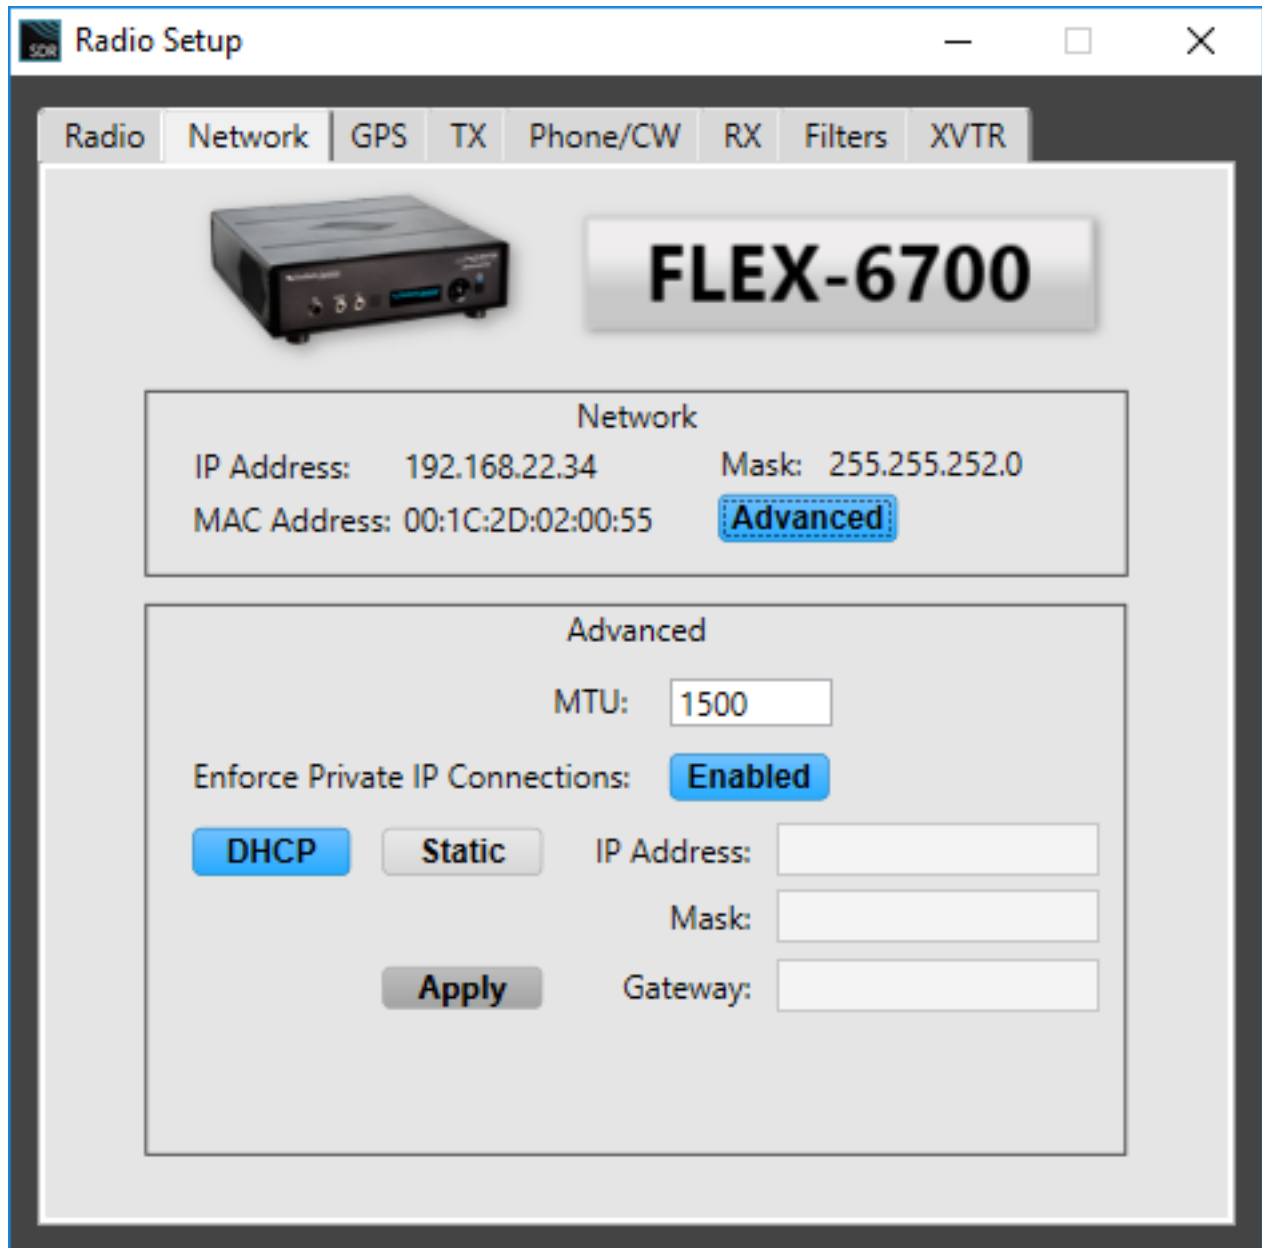 SDR Radio Setup
Radio Network GPS TX Phone/CW RX Filters XVTR
FLEX-6700
Network
IP Address: 192.168.22.34 Mask: 255.255.252.0
MAC Address: 00:1C:2D:02:00:55 Advanced
Advanced
MTU: 1500
Enforce Private IP Connections: Enabled
DHCP Static IP Address:
Mask:
Apply Gateway: